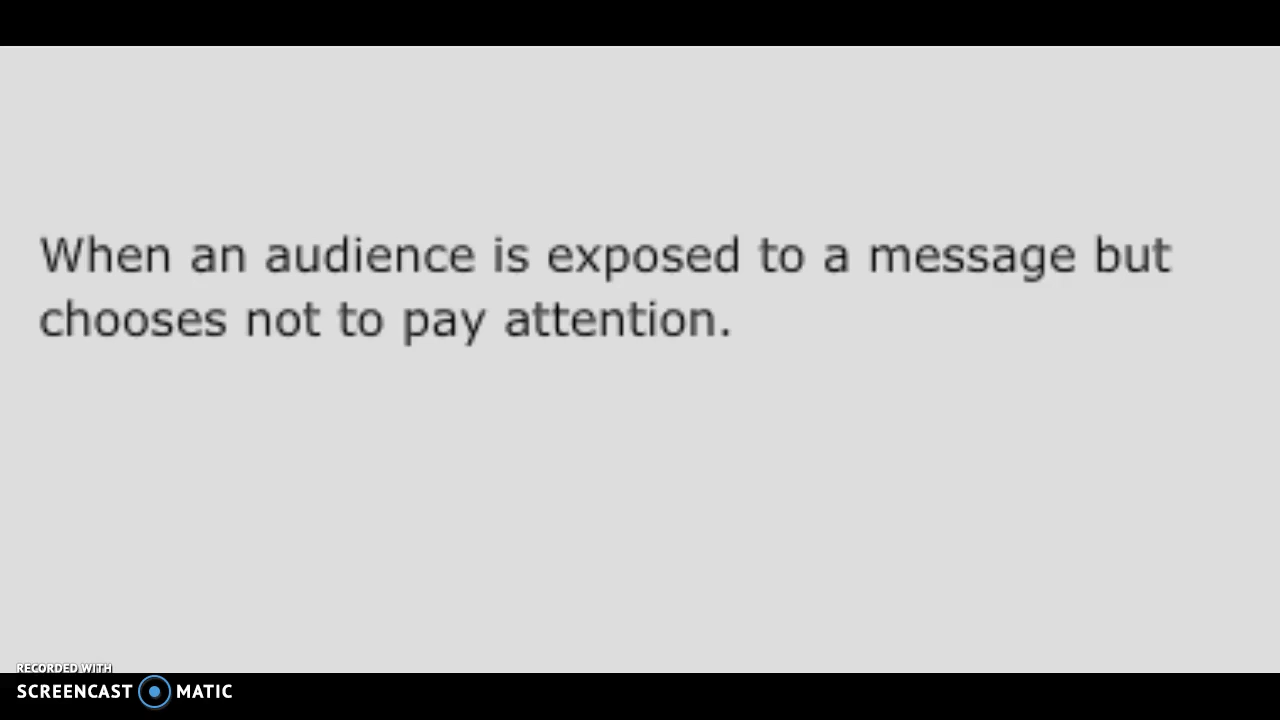 When an audience is exposed to a message but
chooses not to pay attention.
RECORDED WITH
SCREENCAST MATIC